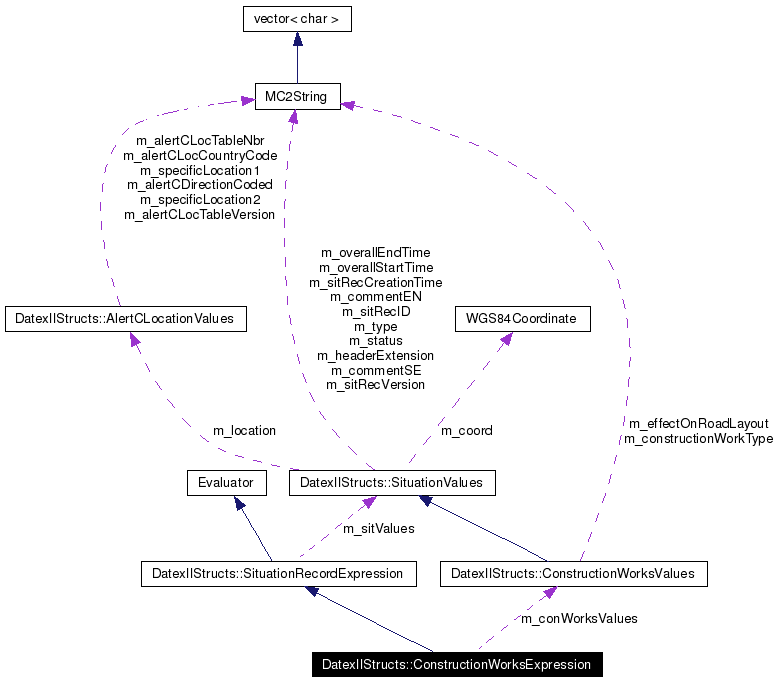 vector< char >
MC2String
m_alertCLocTableNbr
m_alertCLocCountryCode
m_specificLocation1
m_alertCDirectionCoded
m_specificLocation2
m_alertCLocTableVersion
m_overallEndTime
m_overallStartTime
m_sitRecCreationTime
m_commentEN
m_sitRecID
m_type
m_status
m_headerExtension
m_commentSE
m_sitRecVersion
DatexIIStructs::AlertCLocationValues
WGS84Coordinate
m_effectOnRoadLayout
m_constructionWorkType
m_location
m_coord
Evaluator
DatexIIStructs::SituationValues
m_sitValues
DatexIIStructs::SituationRecordExpression
DatexIIStructs::ConstructionWorksValues
m_conWorksValues
DatexIIStructs::ConstructionWorksExpression